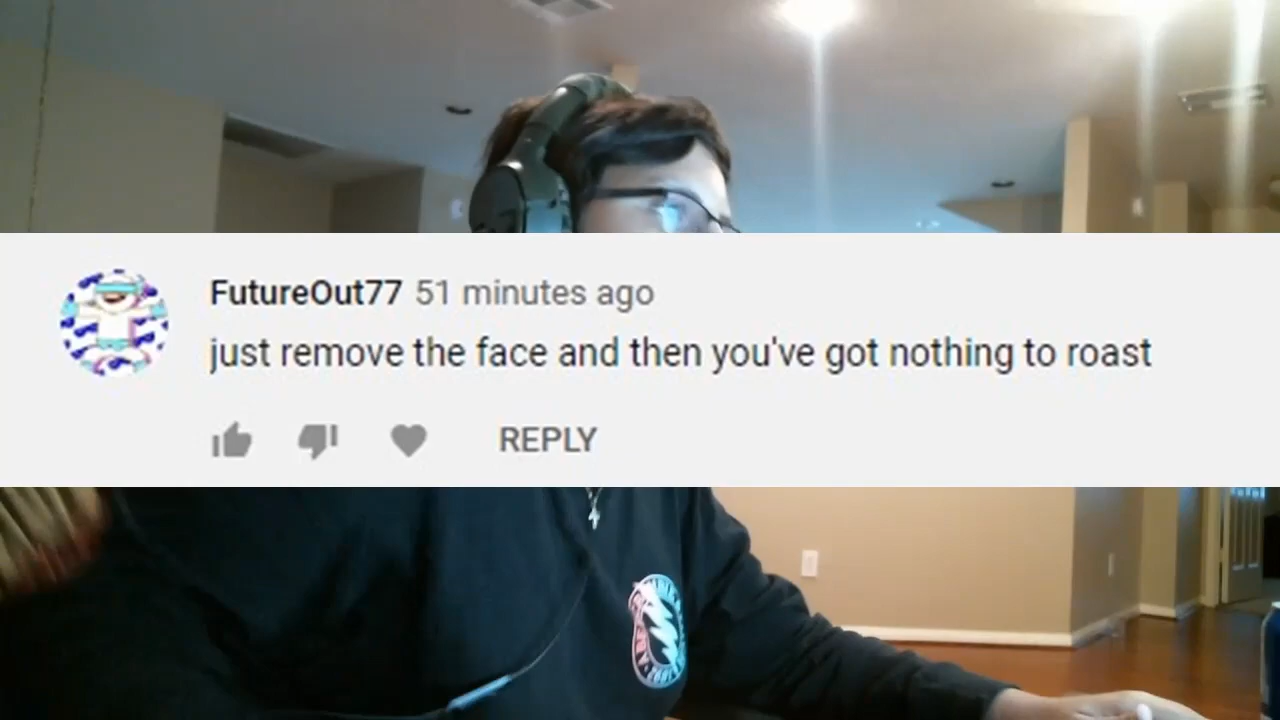 FutureOut77 51 minutes ago
just remove the face and then you've got nothing to roast
REPLY